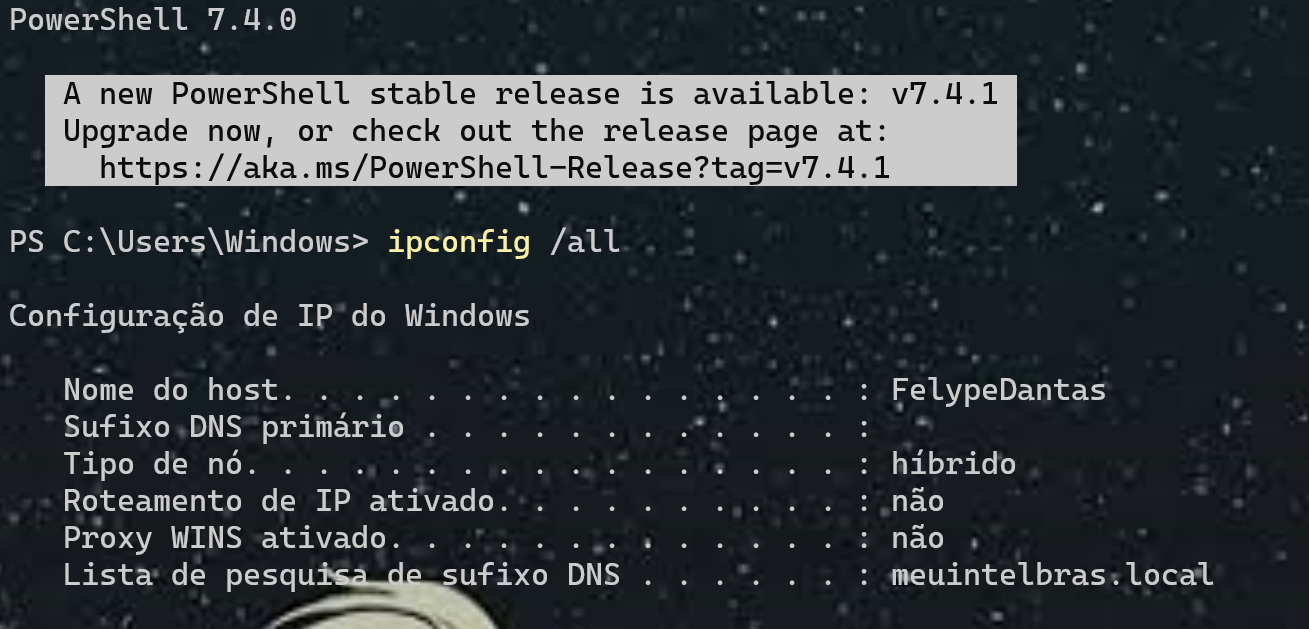 PowerShell 7.4.0
A new PowerShell stable release is available: v7.4.1
Upgrade now, or check out the release page at:
https://aka.ms/PowerShell-Release?tag=v7.4.1
PS C:\Users\Windows> ipconfig /all
Configuração de IP do Windows
Nome do host. . . . . . . . . . . . . . . . : FelypeDantas
Sufixo DNS primário . . . . . . . . . . . . :
Tipo de nó. . . . . . . . . . . . . . . . . : híbrido
Roteamento de IP ativado. . . . . . . . . . : não
Proxy WINS ativado. . . . . . . . . . . . . : não
Lista de pesquisa de sufixo DNS . . . . . . : meuintelbras.local